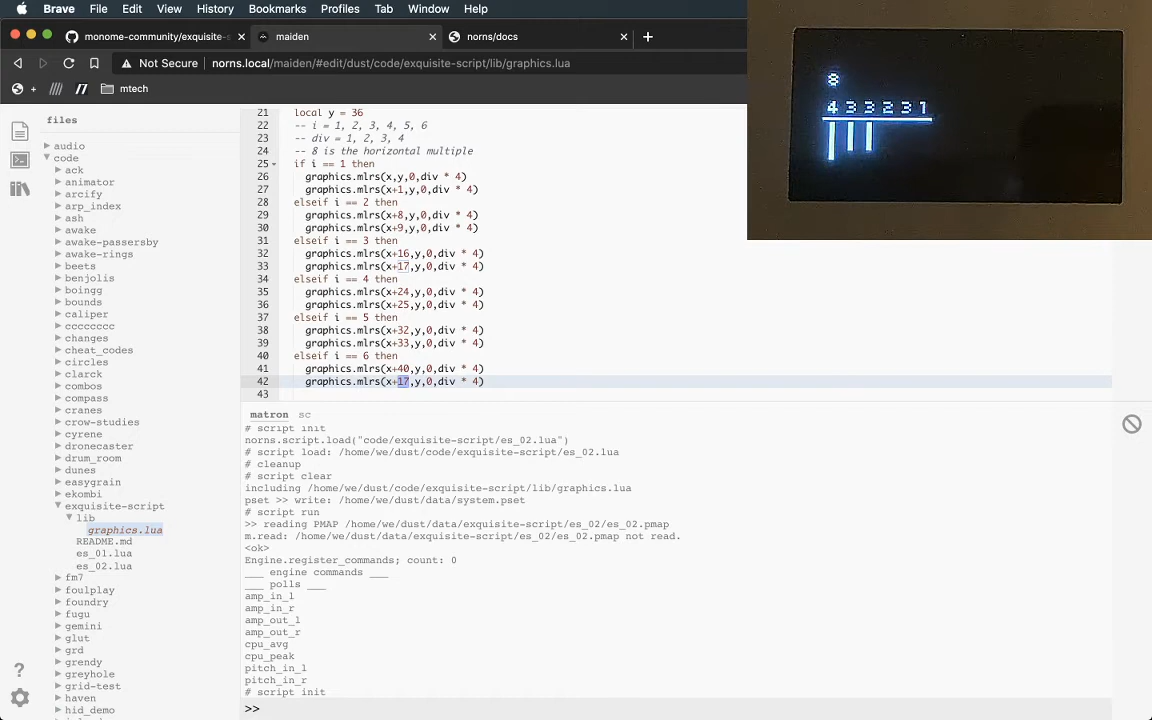 Brave File Edit View History Bookmarks Profiles Tab Window Help
monome-community/exquisite-s
maiden
norns/docs
Not Secure norns.local/maiden/#edit/dust/code/exquisite-script/lib/graphics.lua
mtech
files
audio
code
ack
animator
arcify
arp_index
ash
awake
awake-passersby
awake-rings
beets
benjolis
boingg
bounds
caliper
cccccccc
changes
cheat_codes
circles
clarck
combos
compass
cranes
crow-studies
cyrene
dronecaster
drum_room
dunes
easygrain
ekombi
exquisite-script
lib
graphics.lua
README.md
es_01.lua
es_02.lua
fm7
foulplay
foundry
fugu
gemini
glut
grd
grendy
greyhole
grid-test
haven
hid_demo
21 local y = 36
22 -- i = 1, 2, 3, 4, 5, 6
23 -- div = 1, 2, 3, 4
24 -- 8 is the horizontal multiple
25 if i == 1 then
26 graphics.mlrs(x,y,0,div * 4)
27 graphics.mlrs(x+1,y,0,div * 4)
28 elseif i == 2 then
29 graphics.mlrs(x+8,y,0,div * 4)
30 graphics.mlrs(x+9,y,0,div * 4)
31 elseif i == 3 then
32 graphics.mlrs(x+16,y,0,div * 4)
33 graphics.mlrs(x+17,y,0,div * 4)
34 elseif i == 4 then
35 graphics.mlrs(x+24,y,0,div * 4)
36 graphics.mlrs(x+25,y,0,div * 4)
37 elseif i == 5 then
38 graphics.mlrs(x+32,y,0,div * 4)
39 graphics.mlrs(x+33,y,0,div * 4)
40 elseif i == 6 then
41 graphics.mlrs(x+40,y,0,div * 4)
42 graphics.mlrs(x+17,y,0,div * 4)
43
matron sc
# script init
norns.script.load("code/exquisite-script/es_02.lua")
# script load: /home/we/dust/code/exquisite-script/es_02.lua
# cleanup
# script clear
including /home/we/dust/code/exquisite-script/lib/graphics.lua
pset >> write: /home/we/dust/data/system.pset
# script run
>> reading PMAP /home/we/dust/data/exquisite-script/es_02/es_02.pmap
m.read: /home/we/dust/data/exquisite-script/es_02/es_02.pmap not read.
<ok>
Engine.register_commands; count: 0
___ engine commands ___
___ polls ___
amp_in_l
amp_in_r
amp_out_l
amp_out_r
cpu_avg
cpu_peak
pitch_in_l
pitch_in_r
# script init
>>
8
4 3 3 2 3 1